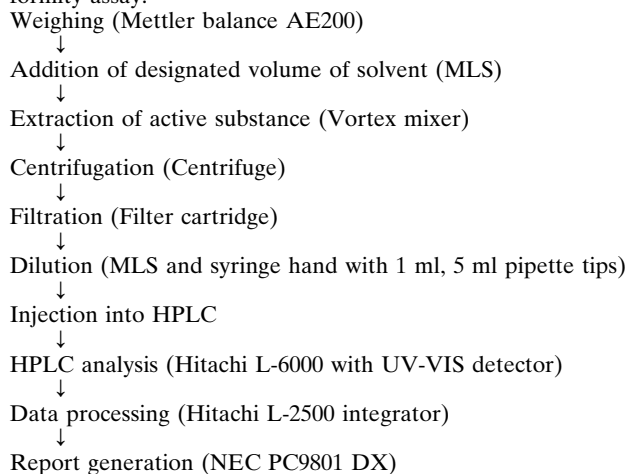 formity assay.
Weighing (Mettler balance AE200)
↓
Addition of designated volume of solvent (MLS)
↓
Extraction of active substance (Vortex mixer)
↓
Centrifugation (Centrifuge)
↓
Filtration (Filter cartridge)
↓
Dilution (MLS and syringe hand with 1 ml, 5 ml pipette tips)
↓
Injection into HPLC
↓
HPLC analysis (Hitachi L-6000 with UV-VIS detector)
↓
Data processing (Hitachi L-2500 integrator)
↓
Report generation (NEC PC9801 DX)